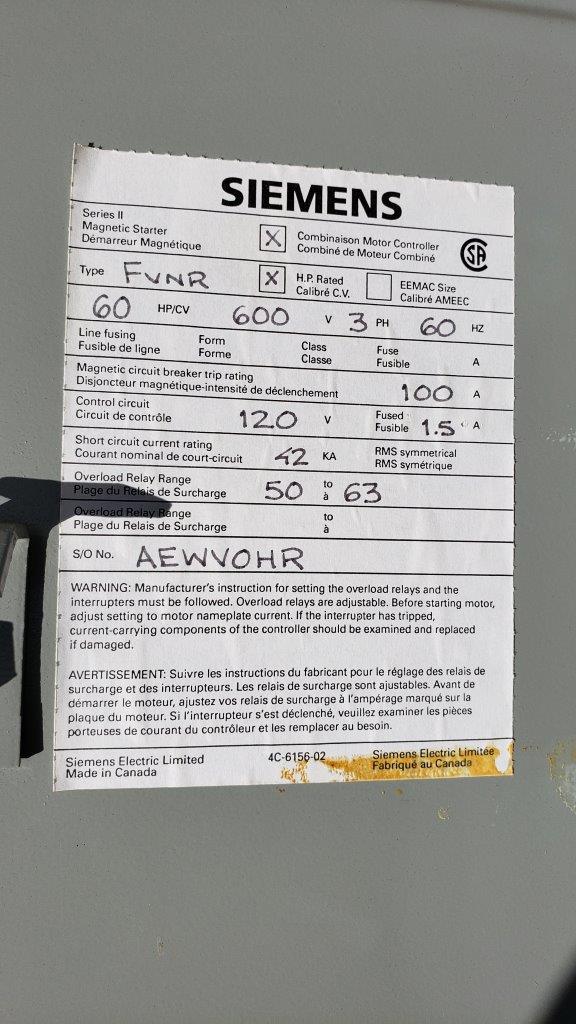 SIEMENS
Series II
Magnetic Starter
Démarreur Magnétique
X
Combinaison Motor Controller
Combiné de Moteur Combiné
SA
Type FVNR
X
H.P. Rated
Calibré C.V.
EEMAC Size
Calibré AMEEC
60 HP/CV 600 V 3 PH 60 HZ
Line fusing
Fusible de ligne
Form
Forme
Class
Classe
Fuse
Fusible
A
Magnetic circuit breaker trip rating
Disjoncteur magnétique-intensité de déclenchement
100 A
Control circuit
Circuit de contrôle
120 V
Fused
Fusible
1.5 A
Short circuit current rating
Courant nominal de court-circuit
42 KA
RMS symmetrical
RMS symétrique
Overload Relay Range
Plage du Relais de Surcharge
50
to
à
63
Overload Relay Range
Plage du Relais de Surcharge
to
à
S/O No. AEWVOHR
WARNING: Manufacturer's instruction for setting the overload relays and the
interrupters must be followed. Overload relays are adjustable. Before starting motor,
adjust setting to motor nameplate current. If the interrupter has tripped,
current-carrying components of the controller should be examined and replaced
if damaged.
AVERTISSEMENT: Suivre les instructions du fabricant pour le réglage des relais de
surcharge et des interrupteurs. Les relais de surcharge sont ajustables. Avant de
démarrer le moteur, ajustez vos relais de surcharge à l'ampérage marqué sur la
plaque du moteur. Si l'interrupteur s'est déclenché, veuillez examiner les pièces
porteuses de courant du contrôleur et les remplacer au besoin.
Siemens Electric Limited
Made in Canada
4C-6156-02
Siemens Electric Limitée
Fabriqué au Canada